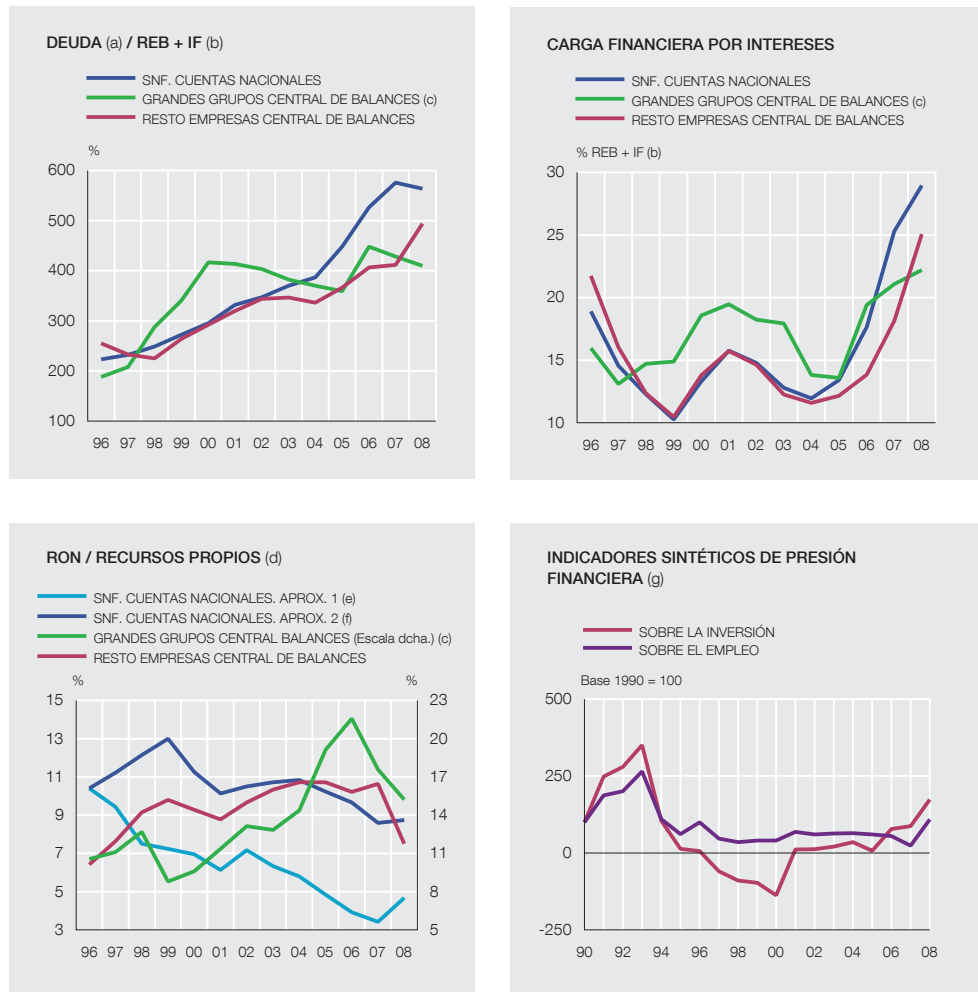 DEUDA (a) / REB + IF (b)
SNF. CUENTAS NACIONALES
GRANDES GRUPOS CENTRAL DE BALANCES (c)
RESTO EMPRESAS CENTRAL DE BALANCES
%
600
500
400
300
200
100
96 97 98 99 00 01 02 03 04 05 06 07 08
CARGA FINANCIERA POR INTERESES
SNF. CUENTAS NACIONALES
GRANDES GRUPOS CENTRAL DE BALANCES (c)
RESTO EMPRESAS CENTRAL DE BALANCES
% REB + IF (b)
30
25
20
15
10
96 97 98 99 00 01 02 03 04 05 06 07 08
RON / RECURSOS PROPIOS (d)
SNF. CUENTAS NACIONALES. APROX. 1 (e)
SNF. CUENTAS NACIONALES. APROX. 2 (f)
GRANDES GRUPOS CENTRAL BALANCES (Escala dcha.) (c)
RESTO EMPRESAS CENTRAL DE BALANCES
% %
15 23
13 20
11 17
9 14
7 11
5 8
3 5
96 97 98 99 00 01 02 03 04 05 06 07 08
INDICADORES SINTÉTICOS DE PRESIÓN
FINANCIERA (g)
SOBRE LA INVERSIÓN
SOBRE EL EMPLEO
Base 1990 = 100
500
250
0
-250
90 92 94 96 98 00 02 04 06 08